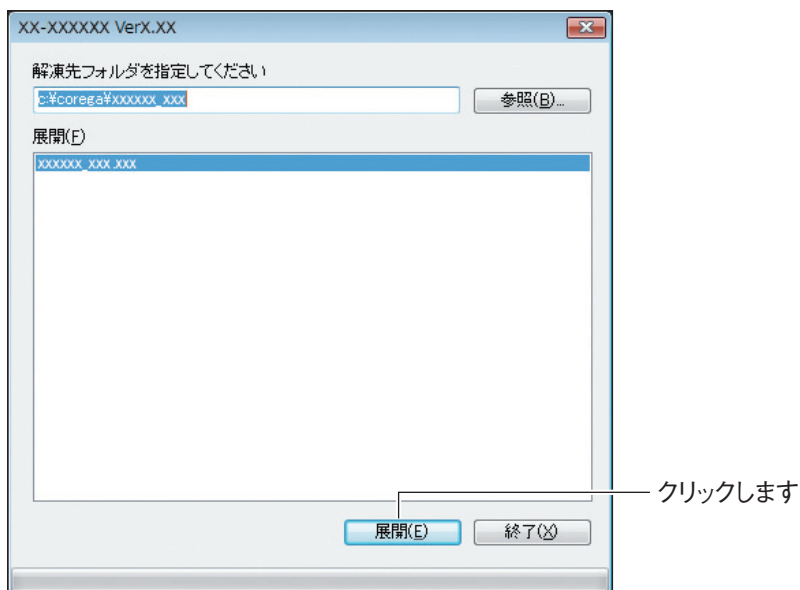 XX-XXXXXX VerX.XX
解凍先フォルダを指定してください
c:¥corega¥xxxxxx_xxx
参照(B)...
展開(F)
xxxxxx_xxx.xxx
クリックします
展開(E)
終了(X)